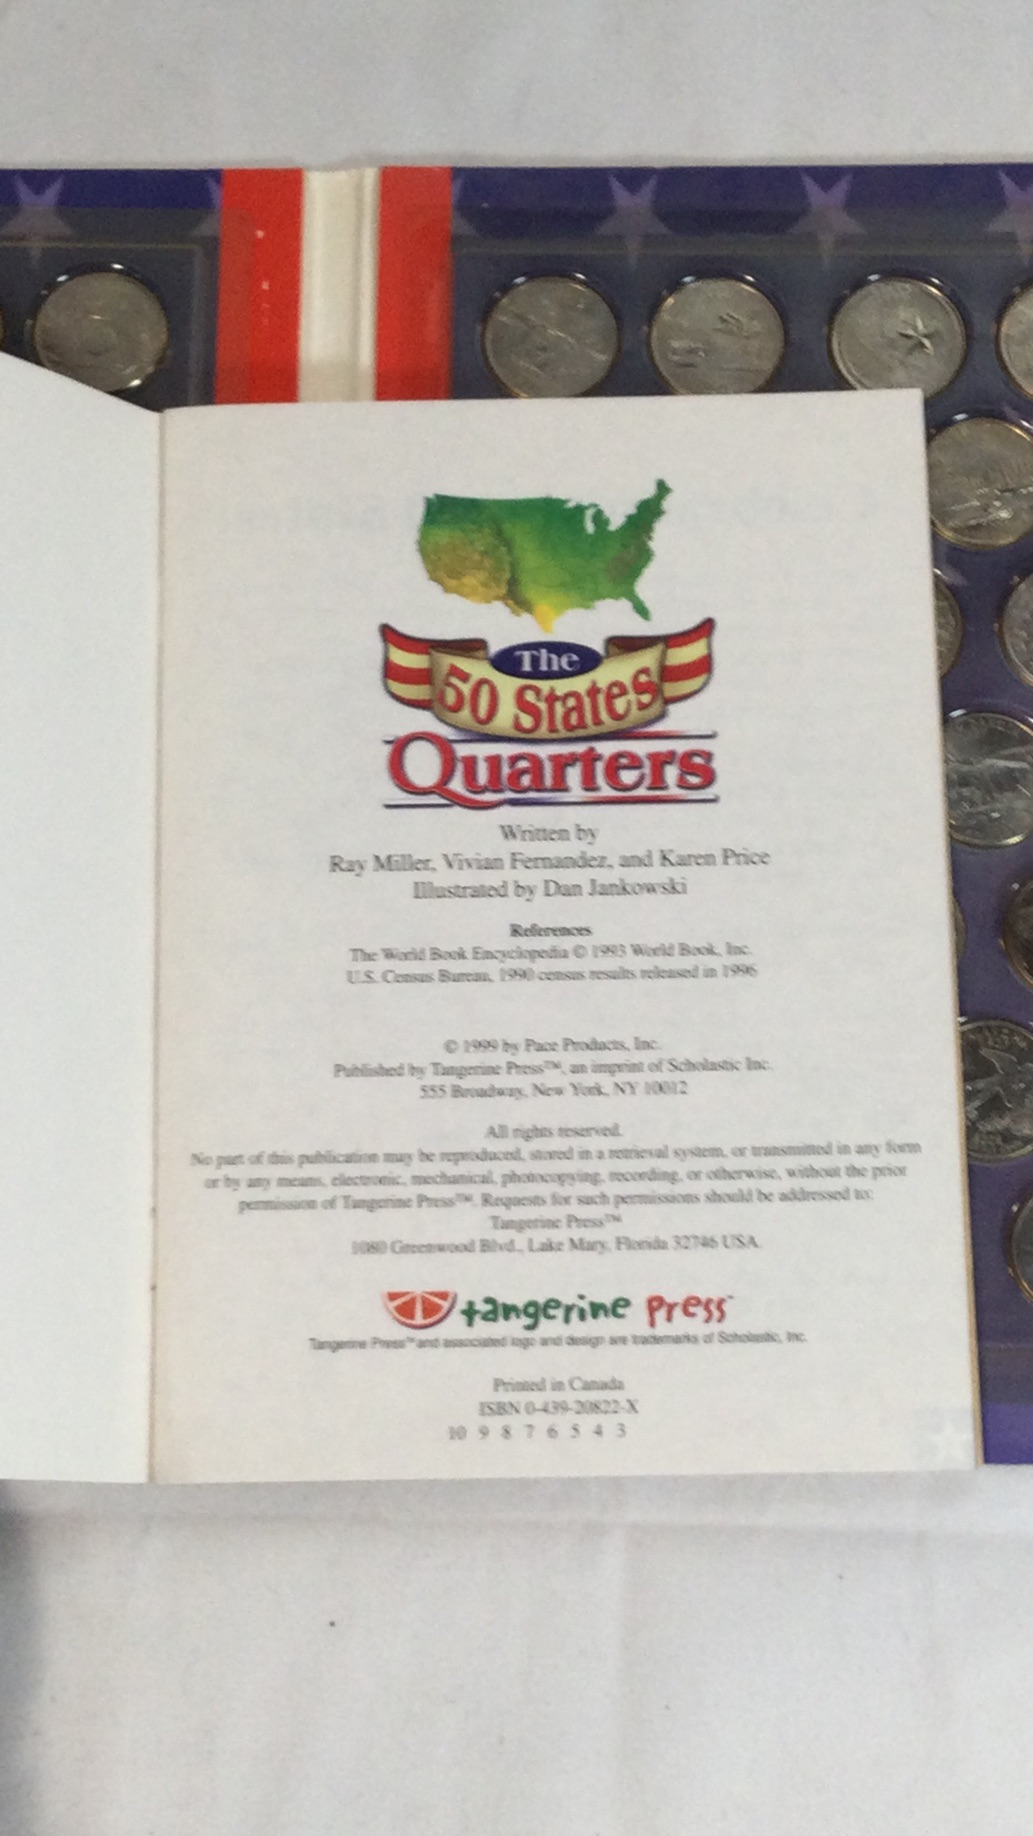 The
50 States
Quarters
Written by
Ray Miller, Vivian Fernandez, and Karen Price
Illustrated by Dan Jankowski
References
The World Book Encyclopedia © 1993 World Book, Inc.
U.S. Census Bureau, 1990 census results released in 1996
© 1999 by Pace Products, Inc.
Published by Tangerine Press™, an imprint of Scholastic Inc.
555 Broadway, New York, NY 10012
All rights reserved.
No part of this publication may be reproduced, stored in a retrieval system, or transmitted in any form
or by any means, electronic, mechanical, photocopying, recording, or otherwise, without the prior
permission of Tangerine Press™. Requests for such permissions should be addressed to:
Tangerine Press™
1080 Greenwood Blvd., Lake Mary, Florida 32746 USA.
tangerine press™
Tangerine Press™ and associated logo and design are trademarks of Scholastic, Inc.
Printed in Canada
ISBN 0-439-20822-X
10 9 8 7 6 5 4 3